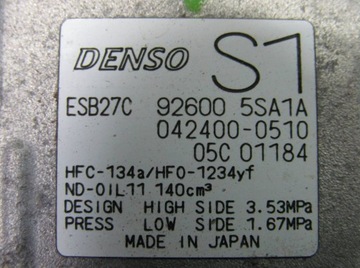 DENSO S1
ESB27C 92600 5SA1A
042400-0510
05C 01184
HFC-134a/HFO-1234yf
ND-OIL11 140cm³
DESIGN HIGH SIDE 3.53MPa
PRESS LOW SIDE 1.67MPa
MADE IN JAPAN